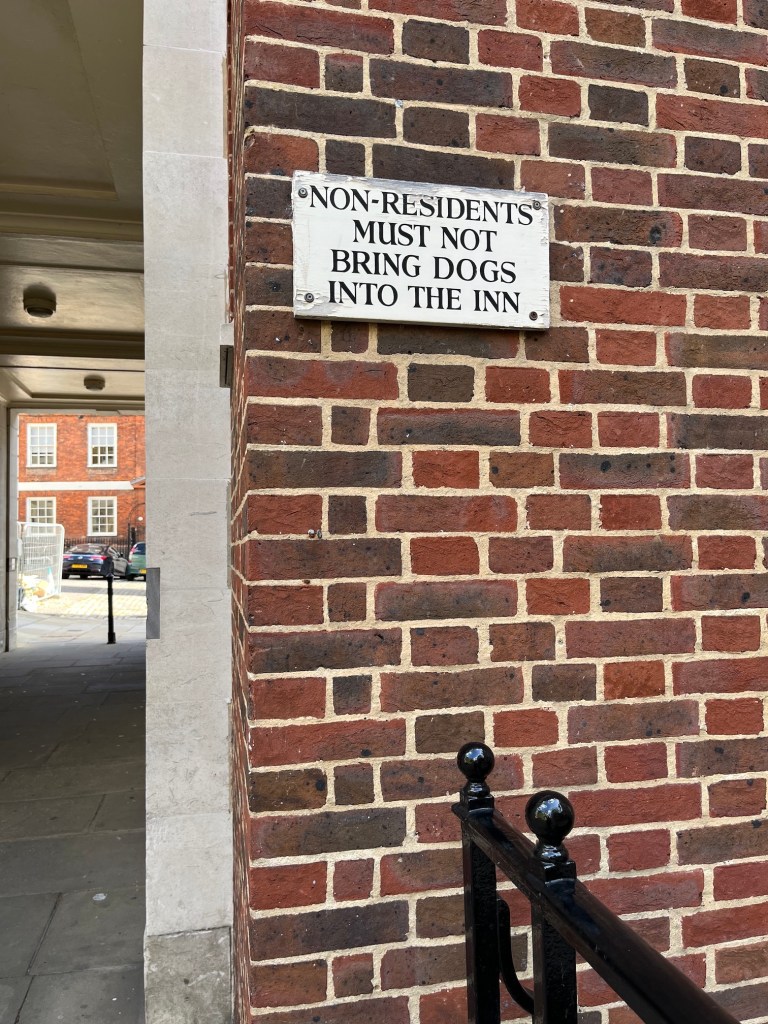 NON-RESIDENTS
MUST NOT
BRING DOGS
INTO THE INN